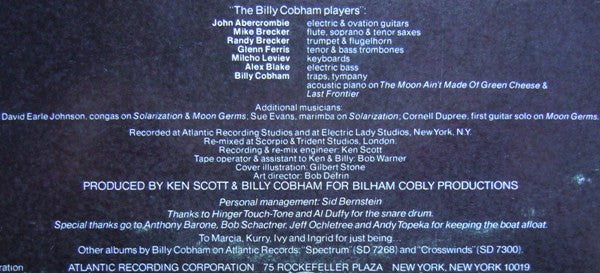 "The Billy Cobham players":
John Abercrombie electric & ovation guitars
Mike Brecker flute, soprano & tenor saxes
Randy Brecker trumpet & flugelhorn
Glenn Ferris tenor & bass trombones
Milcho Leviev keyboards
Alex Blake electric bass
Billy Cobham traps, tympany
acoustic piano on The Moon Ain't Made Of Green Cheese &
Last Frontier
Additional musicians:
David Earle Johnson, congas on Solarization & Moon Germs; Sue Evans, marimba on Solarization; Cornell Dupree, first guitar solo on Moon Germs.
Recorded at Atlantic Recording Studios and at Electric Lady Studios, New York, N.Y.
Re-mixed at Scorpio & Trident Studios, London.
Recording & re-mix engineer: Ken Scott
Tape operator & assistant to Ken & Billy: Bob Warner
Cover illustration: Gilbert Stone
Art director: Bob Defrin
PRODUCED BY KEN SCOTT & BILLY COBHAM FOR BILHAM COBLY PRODUCTIONS
Personal management: Sid Bernstein
Thanks to Hinger Touch-Tone and Al Duffy for the snare drum.
Special thanks go to Anthony Barone, Bob Schactner, Jeff Ochletree and Andy Topeka for keeping the boat afloat.
To Marcia, Kurry, Ivy and Ingrid for just being...
Other albums by Billy Cobham on Atlantic Records: "Spectrum" (SD 7268) and "Crosswinds" (SD 7300).
ration ATLANTIC RECORDING CORPORATION 75 ROCKEFELLER PLAZA NEW YORK, NEW YORK 10019